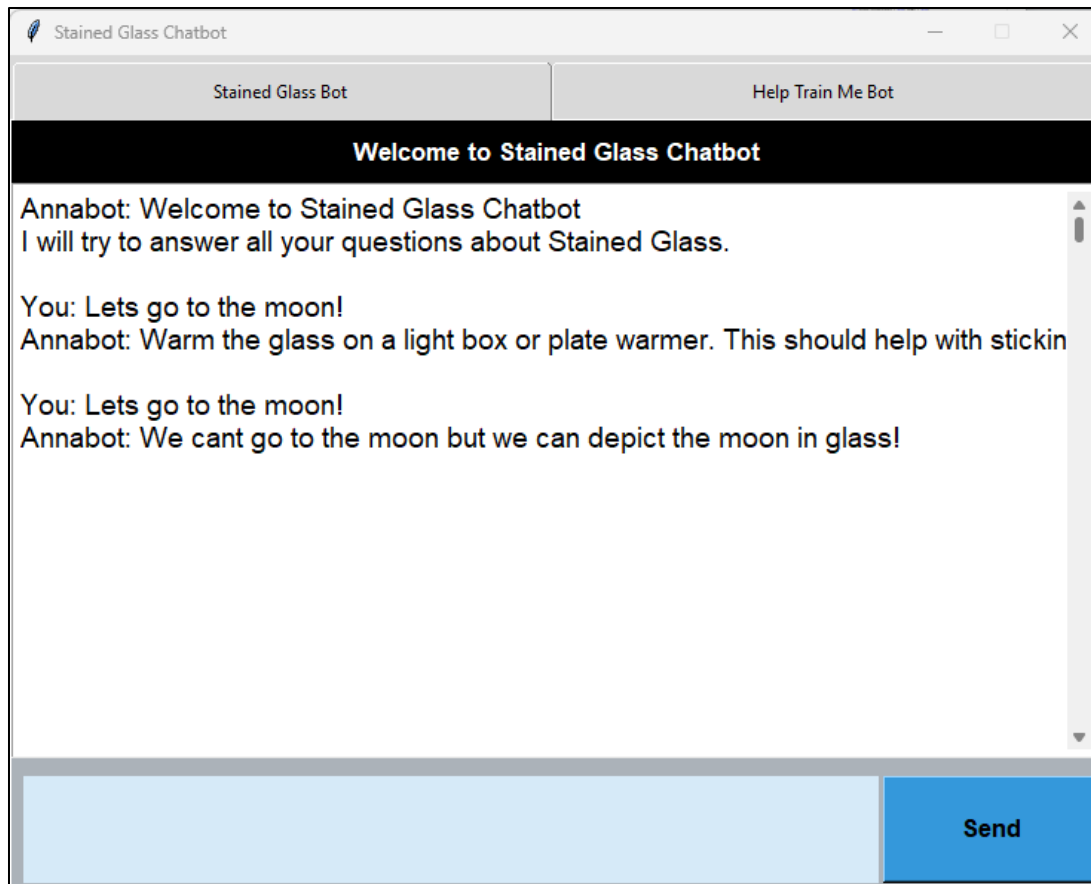 Stained Glass Chatbot
Stained Glass Bot
Help Train Me Bot
Welcome to Stained Glass Chatbot
Annabot: Welcome to Stained Glass Chatbot
I will try to answer all your questions about Stained Glass.
You: Lets go to the moon!
Annabot: Warm the glass on a light box or plate warmer. This should help with stickin
You: Lets go to the moon!
Annabot: We cant go to the moon but we can depict the moon in glass!
Send